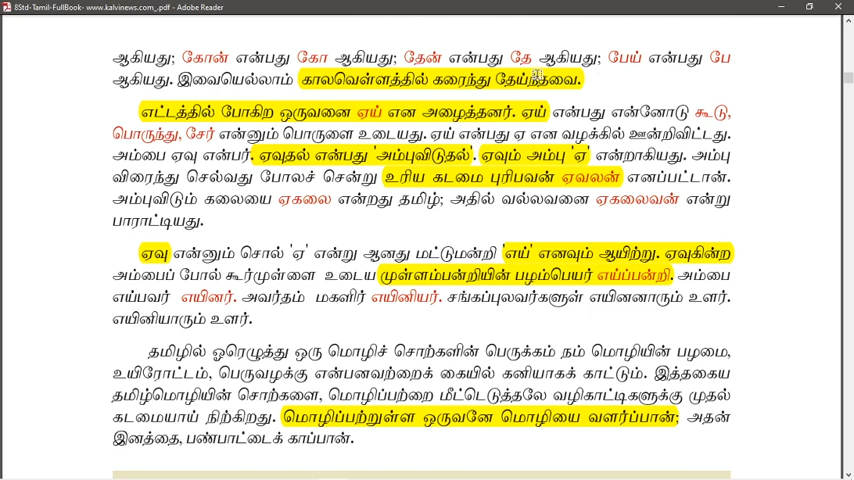 8Std-Tamil-FullBook- www.kalvinews.com_.pdf - Adobe Reader
ஆகியது; கோன் என்பது கோ ஆகியது; தேன் என்பது தே ஆகியது; பேய் என்பது பே
ஆகியது. இவையெல்லாம் காலவெள்ளத்தில் கரைந்து தேய்ந்தவை.
எட்டத்தில் போகிற ஒருவனை ஏய் என அழைத்தனர். ஏய் என்பது என்னோடு கூடு,
பொருந்து, சேர் என்னும் பொருளை உடையது. ஏய் என்பது ஏ என வழக்கில் ஊன்றிவிட்டது.
அம்பை ஏவு என்பர். ஏவுதல் என்பது 'அம்புவிடுதல்'. ஏவும் அம்பு 'ஏ' என்றாகியது. அம்பு
விரைந்து செல்வது போலச் சென்று உரிய கடமை புரிபவன் ஏவலன் எனப்பட்டான்.
அம்புவிடும் கலையை ஏகலை என்றது தமிழ்; அதில் வல்லவனை ஏகலைவன் என்று
பாராட்டியது.
ஏவு என்னும் சொல் 'ஏ' என்று ஆனது மட்டுமன்றி 'எய்' எனவும் ஆயிற்று. ஏவுகின்ற
அம்பைப் போல் கூர்முள்ளை உடைய முள்ளம்பன்றியின் பழம்பெயர் எய்ப்பன்றி. அம்பை
எய்பவர் எயினர். அவர்தம் மகளிர் எயினியர். சங்கப்புலவர்களுள் எயினனாரும் உளர்.
எயினியாரும் உளர்.
தமிழில் ஓரெழுத்து ஒரு மொழிச் சொற்களின் பெருக்கம் நம் மொழியின் பழமை,
உயிரோட்டம், பெருவழக்கு என்பனவற்றைக் கையில் கனியாகக் காட்டும். இத்தகைய
தமிழ்மொழியின் சொற்களை, மொழிப்பற்றை மீட்டெடுத்தலே வழிகாட்டிகளுக்கு முதல்
கடமையாய் நிற்கிறது. மொழிப்பற்றுள்ள ஒருவனே மொழியை வளர்ப்பான்; அதன்
இனத்தை, பண்பாட்டைக் காப்பான்.